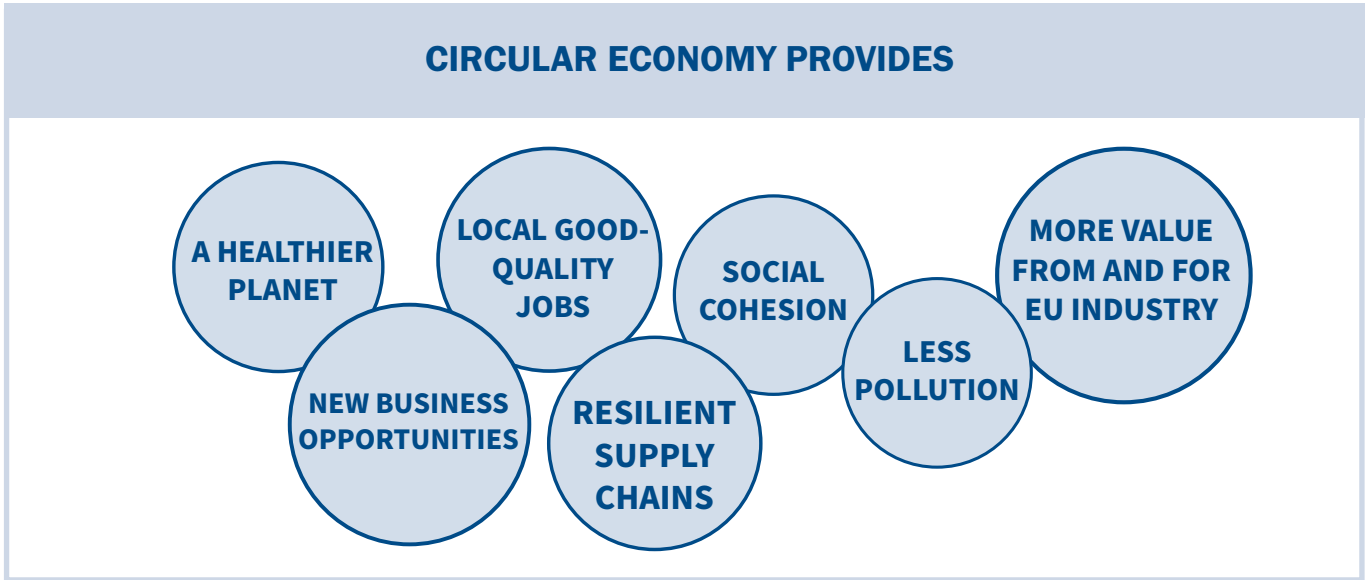 CIRCULAR ECONOMY PROVIDES
A HEALTHIER
PLANET
NEW BUSINESS
OPPORTUNITIES
LOCAL GOOD-
QUALITY
JOBS
RESILIENT
SUPPLY
CHAINS
SOCIAL
COHESION
LESS
POLLUTION
MORE VALUE
FROM AND FOR
EU INDUSTRY